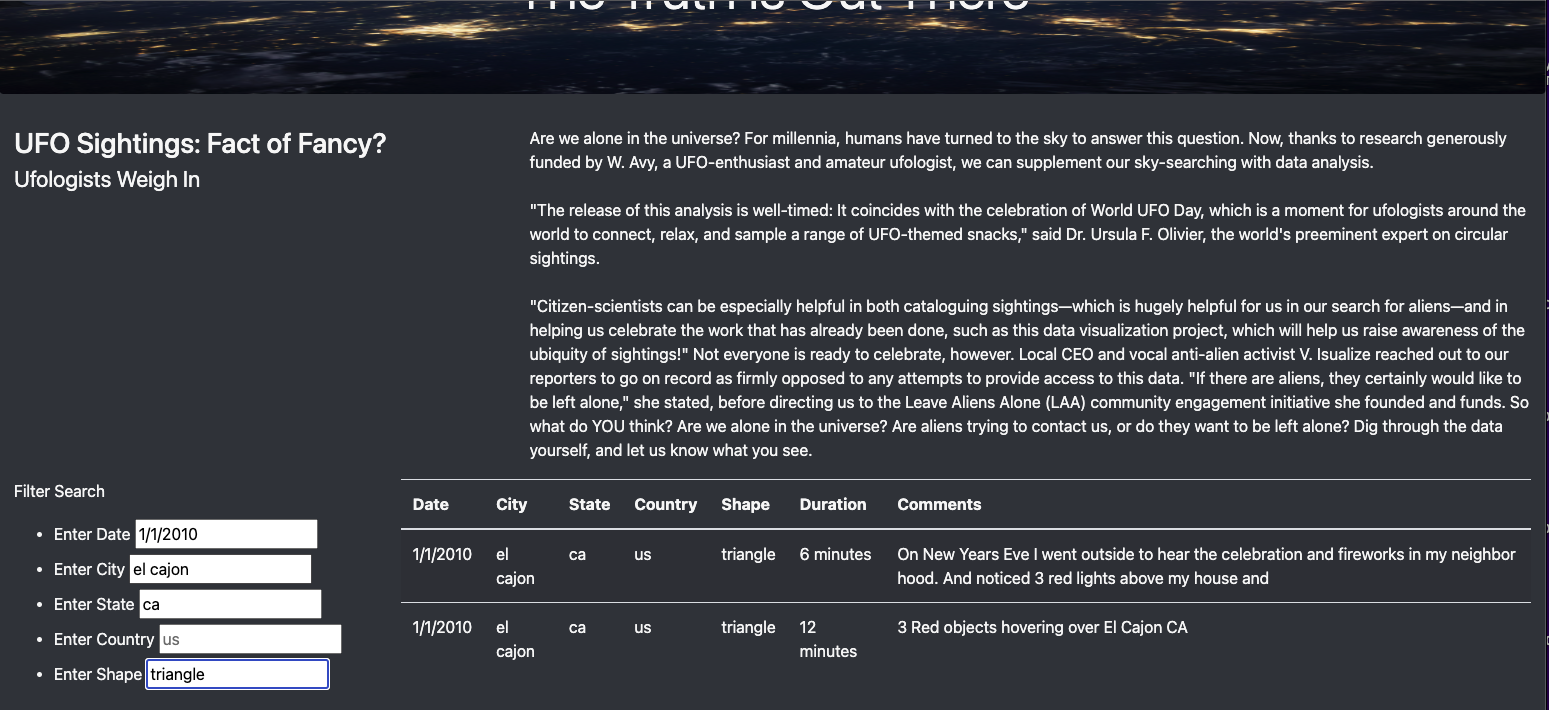 The Truth is Out There
UFO Sightings: Fact of Fancy?
Ufologists Weigh In
Are we alone in the universe? For millennia, humans have turned to the sky to answer this question. Now, thanks to research generously
funded by W. Avy, a UFO-enthusiast and amateur ufologist, we can supplement our sky-searching with data analysis.
"The release of this analysis is well-timed: It coincides with the celebration of World UFO Day, which is a moment for ufologists around the
world to connect, relax, and sample a range of UFO-themed snacks," said Dr. Ursula F. Olivier, the world's preeminent expert on circular
sightings.
"Citizen-scientists can be especially helpful in both cataloguing sightings—which is hugely helpful for us in our search for aliens—and in
helping us celebrate the work that has already been done, such as this data visualization project, which will help us raise awareness of the
ubiquity of sightings!" Not everyone is ready to celebrate, however. Local CEO and vocal anti-alien activist V. Isualize reached out to our
reporters to go on record as firmly opposed to any attempts to provide access to this data. "If there are aliens, they certainly would like to
be left alone," she stated, before directing us to the Leave Aliens Alone (LAA) community engagement initiative she founded and funds. So
what do YOU think? Are we alone in the universe? Are aliens trying to contact us, or do they want to be left alone? Dig through the data
yourself, and let us know what you see.
Filter Search
• Enter Date 1/1/2010
• Enter City el cajon
• Enter State ca
• Enter Country us
• Enter Shape triangle
Date City State Country Shape Duration Comments
1/1/2010 el ca us triangle 6 minutes On New Years Eve I went outside to hear the celebration and fireworks in my neighbor
cajon hood. And noticed 3 red lights above my house and
1/1/2010 el ca us triangle 12 3 Red objects hovering over El Cajon CA
cajon minutes